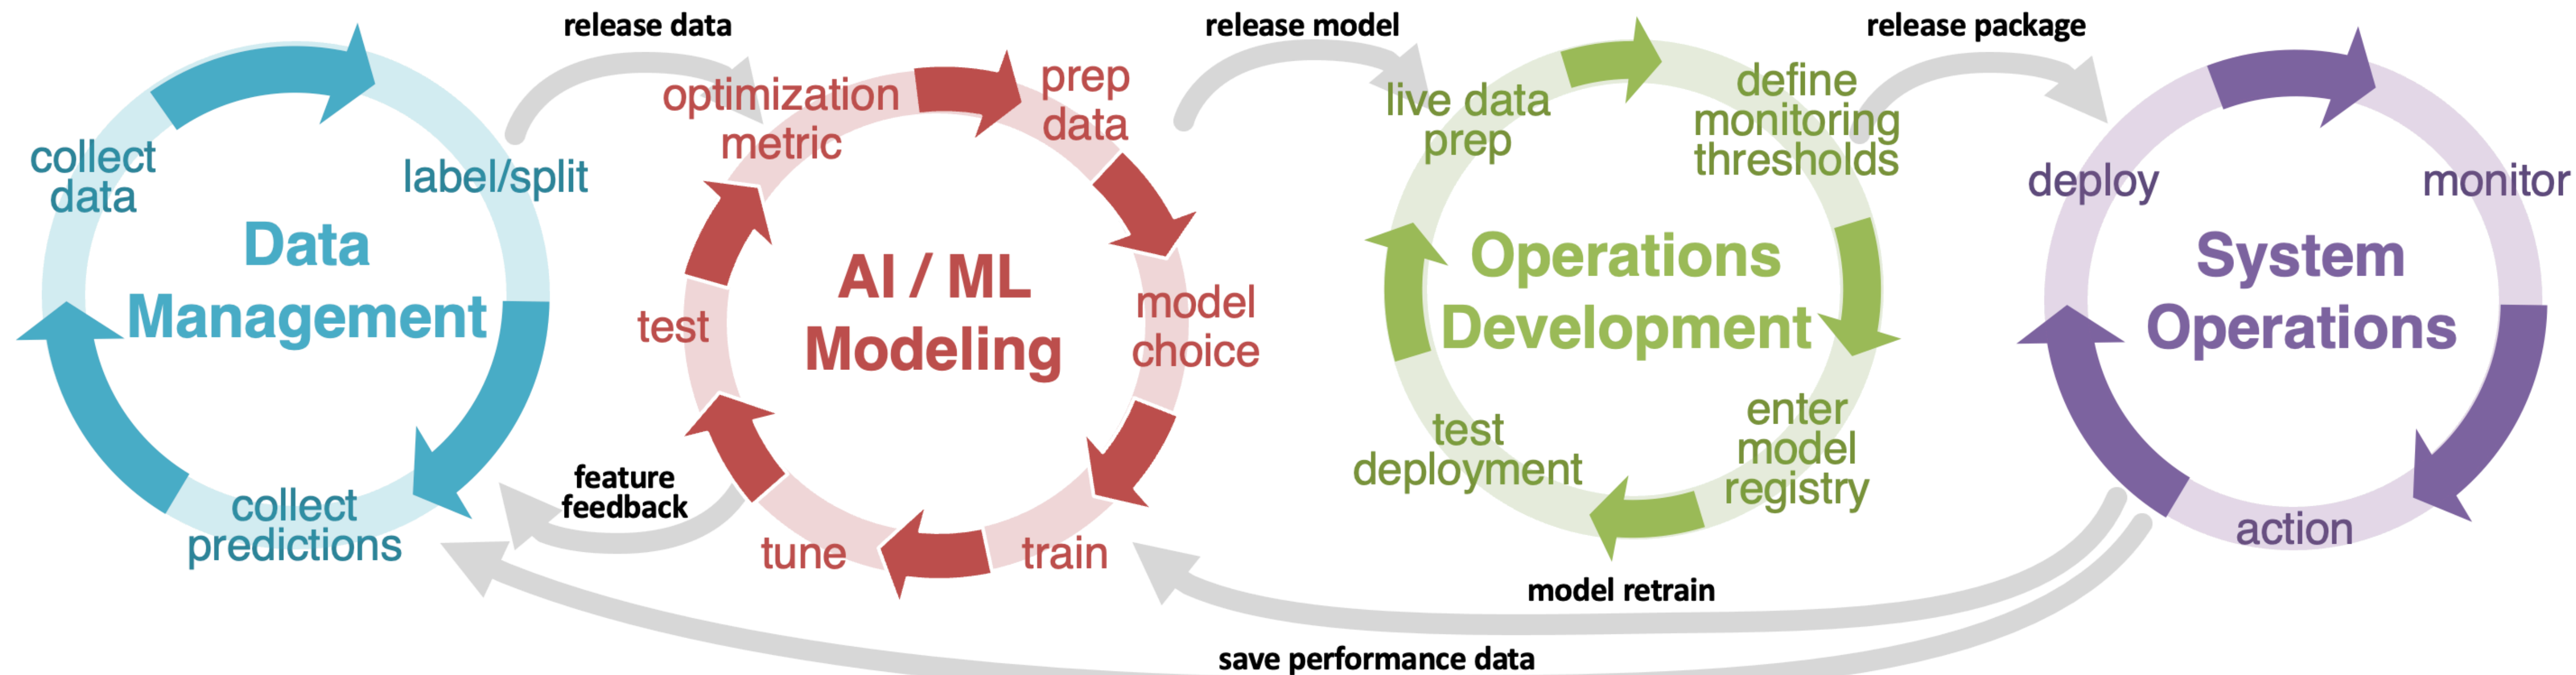 release data
release model
release package
collect
data
label/split
Data
Management
collect
predictions
feature
feedback
optimization
metric
prep
data
model
choice
train
tune
test
AI / ML
Modeling
live data
prep
define
monitoring
thresholds
enter
model
registry
test
deployment
Operations
Development
deploy
monitor
action
System
Operations
model retrain
save performance data